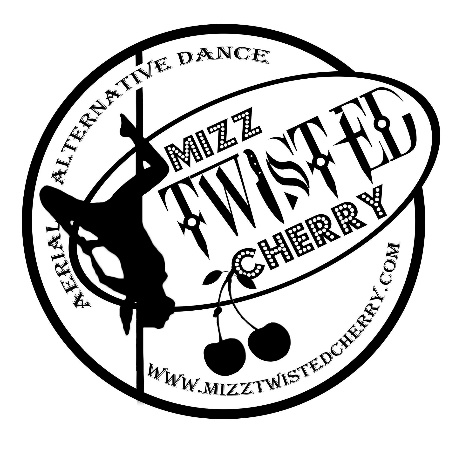 AERIAL ALTERNATIVE DANCE
MIZZ
TWISTED
CHERRY
WWW.MIZZTWISTEDCHERRY.COM